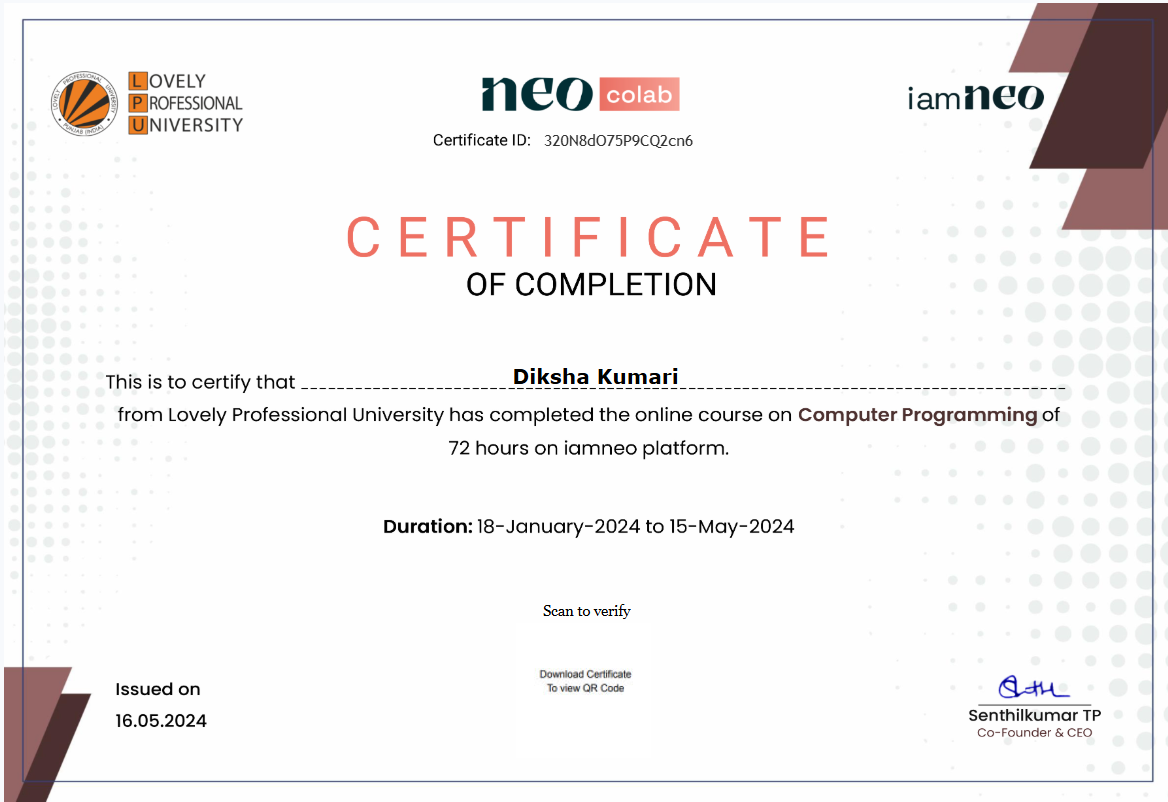 LOVELY PROFESSIONAL UNIVERSITY
PUNJAB (INDIA)
LOVELY
PROFESSIONAL
UNIVERSITY
neo colab
iamneo
Certificate ID: 320N8dO75P9CQ2cn6
CERTIFICATE
OF COMPLETION
This is to certify that Diksha Kumari
from Lovely Professional University has completed the online course on Computer Programming of
72 hours on iamneo platform.
Duration: 18-January-2024 to 15-May-2024
Scan to verify
Download Certificate
To view QR Code
Issued on
16.05.2024
Senthilkumar TP
Co-Founder & CEO